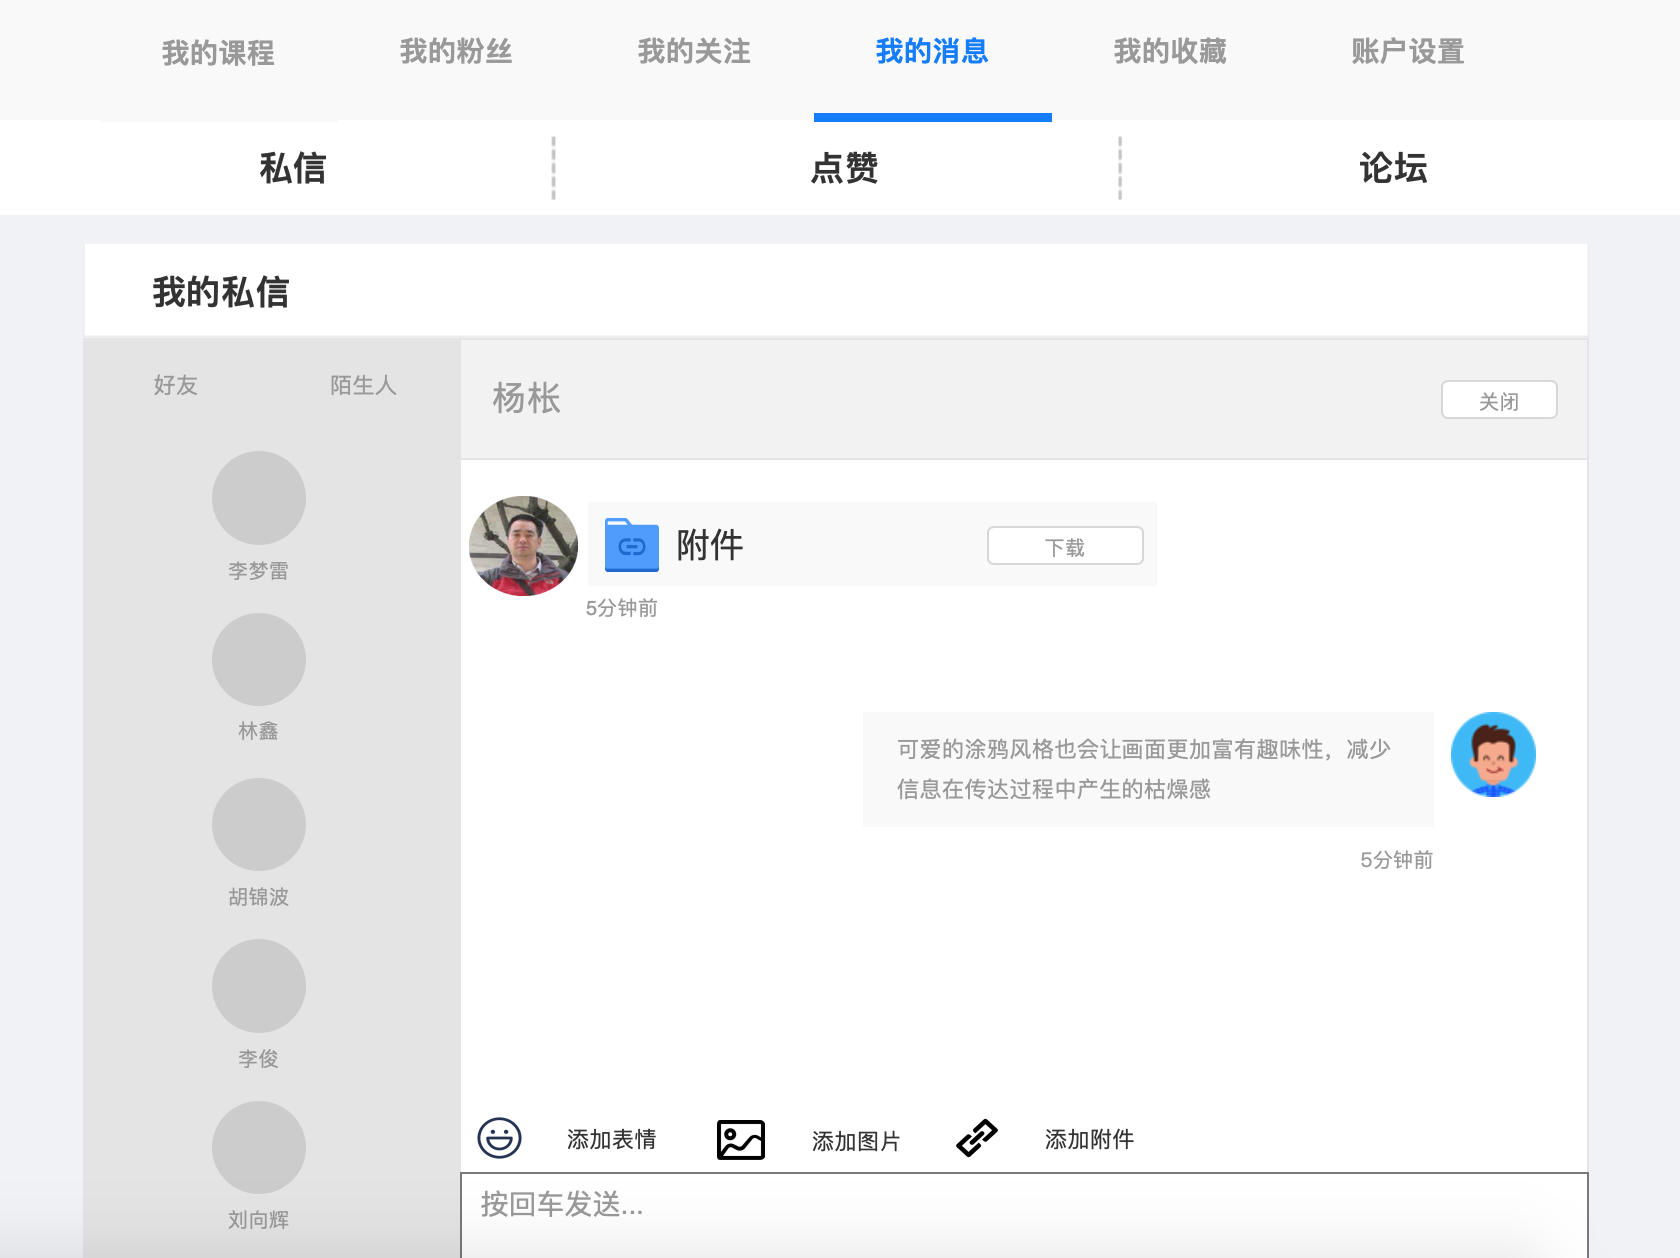 我的课程
我的粉丝
我的关注
我的消息
我的收藏
账户设置
私信
点赞
论坛
我的私信
好友
陌生人
李梦雷
林鑫
胡锦波
李俊
刘向辉
杨枨
关闭
附件
下载
5分钟前
可爱的涂鸦风格也会让画面更加富有趣味性，减少
信息在传达过程中产生的枯燥感
5分钟前
添加表情
添加图片
添加附件
按回车发送...